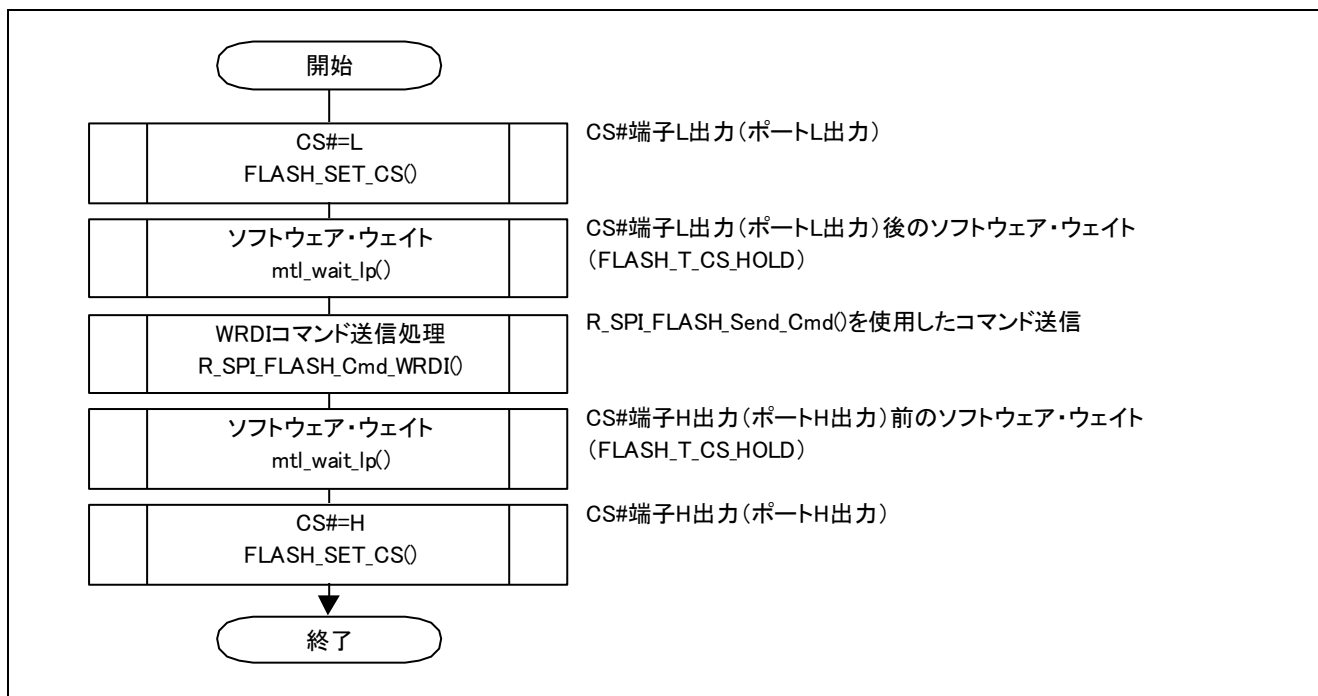 開始
CS#=L
FLASH_SET_CS()
CS#端子L出力(ポートL出力)
ソフトウェア・ウェイト
mtl_wait_lp()
CS#端子L出力(ポートL出力)後のソフトウェア・ウェイト
(FLASH_T_CS_HOLD)
WRDIコマンド送信処理
R_SPI_FLASH_Cmd_WRDI()
R_SPI_FLASH_Send_Cmd()を使用したコマンド送信
ソフトウェア・ウェイト
mtl_wait_lp()
CS#端子H出力(ポートH出力)前のソフトウェア・ウェイト
(FLASH_T_CS_HOLD)
CS#=H
FLASH_SET_CS()
CS#端子H出力(ポートH出力)
終了